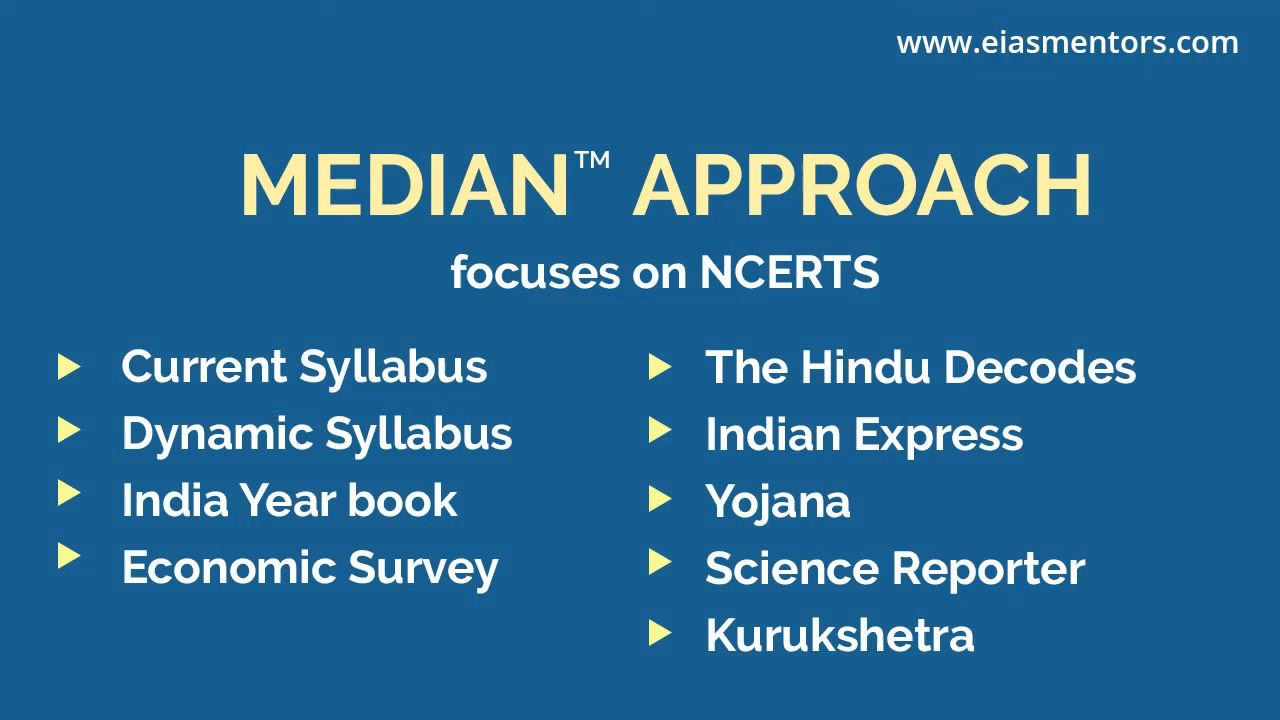 www.eiasmentors.com
MEDIAN™ APPROACH
focuses on NCERTS
Current Syllabus
Dynamic Syllabus
India Year book
Economic Survey
The Hindu Decodes
Indian Express
Yojana
Science Reporter
Kurukshetra